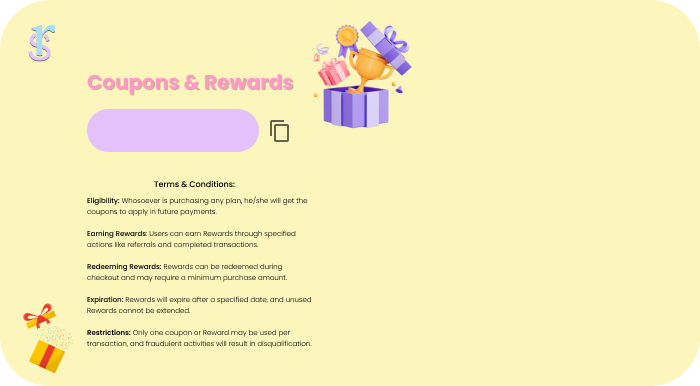 rs
Coupons & Rewards
Terms & Conditions:
Eligibility: Whosoever is purchasing any plan, he/she will get the
coupons to apply in future payments.
Earning Rewards: Users can earn Rewards through specified
actions like referrals and completed transactions.
Redeeming Rewards: Rewards can be redeemed during
checkout and may require a minimum purchase amount.
Expiration: Rewards will expire after a specified date, and unused
Rewards cannot be extended.
Restrictions: Only one coupon or Reward may be used per
transaction, and fraudulent activities will result in disqualification.